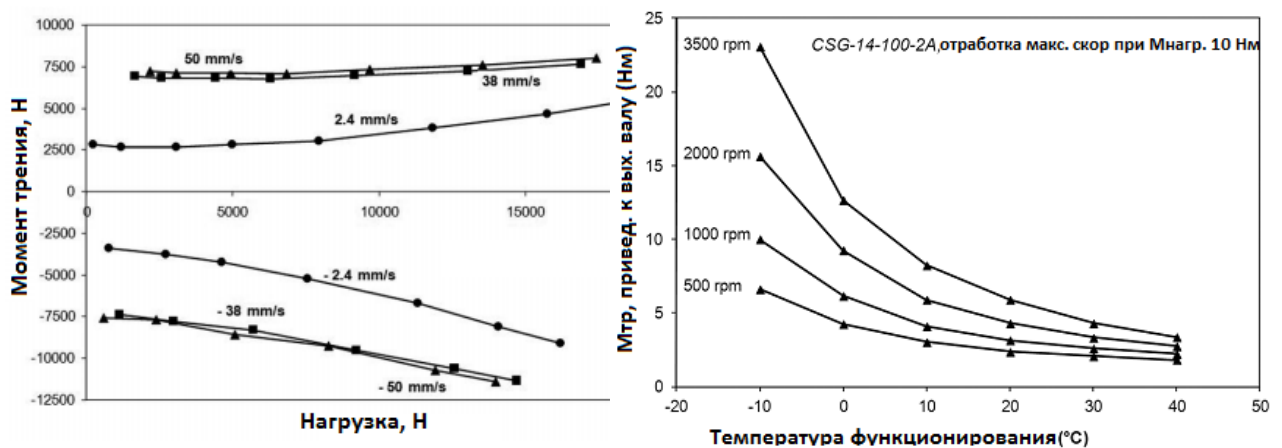 Момент трения, Н
10000
7500
5000
2500
0
-2500
-5000
-7500
-10000
-12500
0
5000
10000
15000
50 mm/s
38 mm/s
2.4 mm/s
- 2.4 mm/s
- 38 mm/s
- 50 mm/s
Нагрузка, Н
Мтр, привед. к вых. валу (Нм)
25
20
15
10
5
0
-20
-10
0
10
20
30
40
50
CSG-14-100-2A,отработка макс. скор при Мнагр. 10 Нм
3500 rpm
2000 rpm
1000 rpm
500 rpm
Температура функционирования(°C)